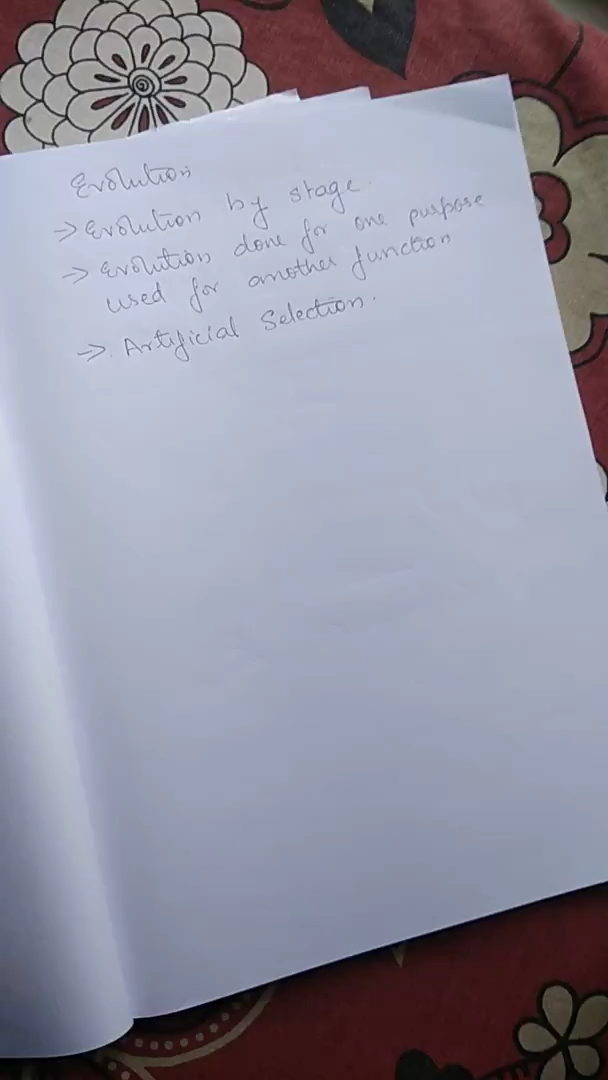 Evolution
→ Evolution by stage.
→ Evolution done for one purpose
used for another function
→ Artificial Selection.